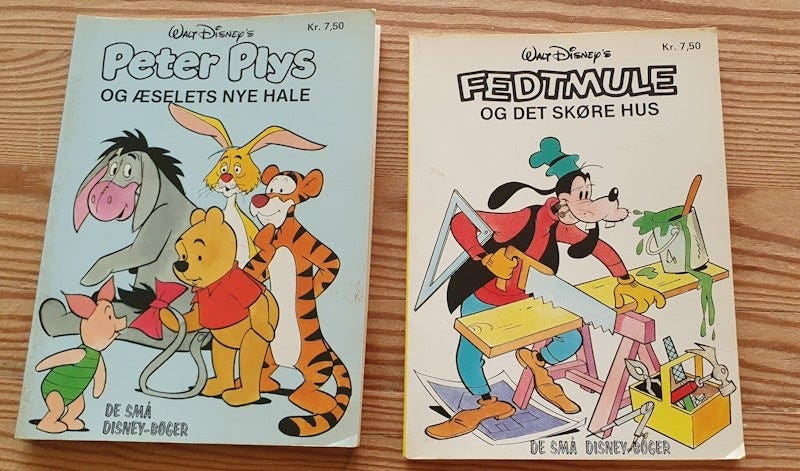 Walt Disney's
Kr. 7,50
Peter Plys
OG ÆSELETS NYE HALE
DE SMÅ
DISNEY-BØGER
Walt Disney's
Kr. 7,50
FEDTMULE
OG DET SKØRE HUS
DE SMÅ DISNEY-BØGER